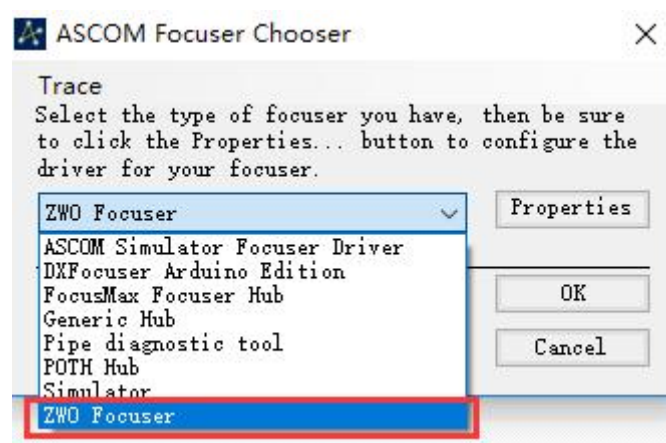 ASCOM Focuser Chooser
Trace
Select the type of focuser you have, then be sure
to click the Properties... button to configure the
driver for your focuser.
ZWO Focuser
Properties
ASCOM Simulator Focuser Driver
DXFocuser Arduino Edition
FocusMax Focuser Hub
Generic Hub
Pipe diagnostic tool
POTH Hub
Simulator
ZWO Focuser
OK
Cancel